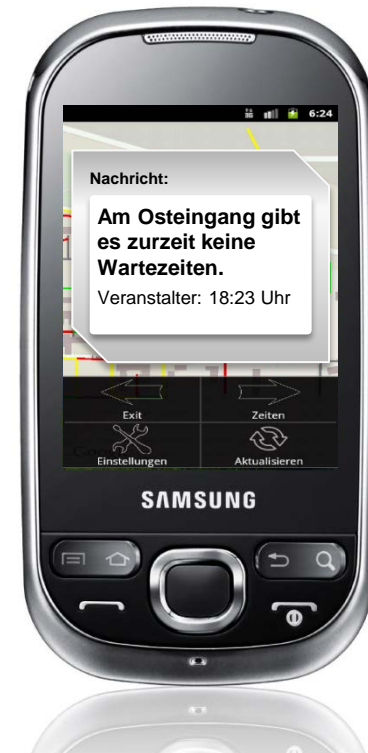 3G 6:24
Nachricht:
Am Osteingang gibt
es zurzeit keine
Wartezeiten.
Veranstalter: 18:23 Uhr
Exit Zeiten
Einstellungen Aktualisieren
SAMSUNG